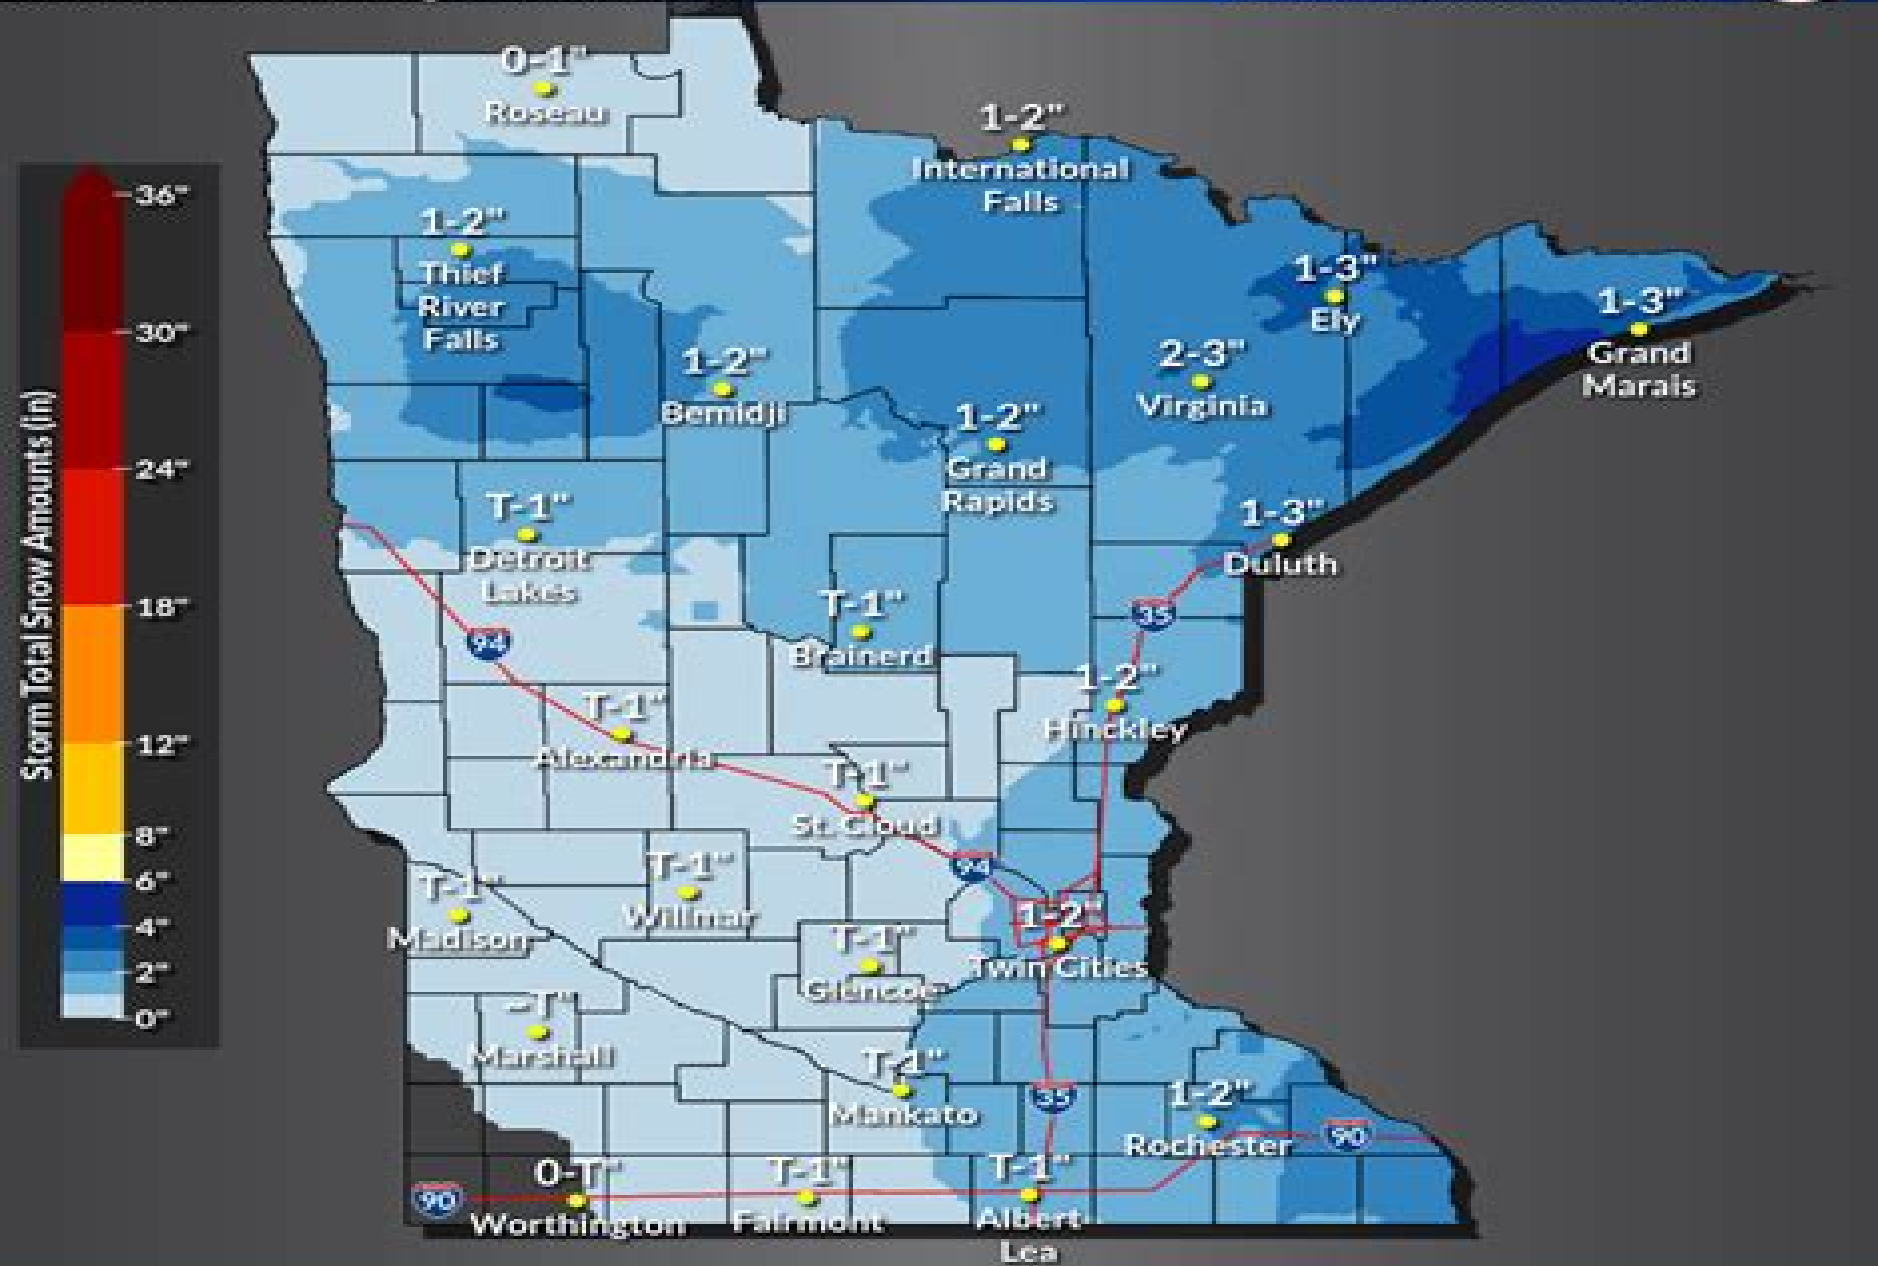 0-1"
Roseau
1-2"
International
Falls
36"
1-2"
Thief
River
Falls
1-3"
Ely
1-3"
Grand
Marais
30"
1-2"
Bemidji
2-3"
Virginia
1-2"
Grand
Rapids
24"
Storm Total Snow Amounts (in)
T-1"
Detroit
Lakes
1-3"
Duluth
18"
T-1"
Brainerd
35
94
1-2"
Hinckley
T-1"
Alexandria
12"
T-1"
St. Cloud
8"
94
T-1"
Willmar
6"
T-1"
Madison
4"
1-2"
Twin Cities
T-1"
Glencoe
2"
0"
-T"
Marshall
T-1"
Mankato
35
1-2"
Rochester
90
90
0-T"
Worthington
T-1"
Fairmont
T-1"
Albert
Lea